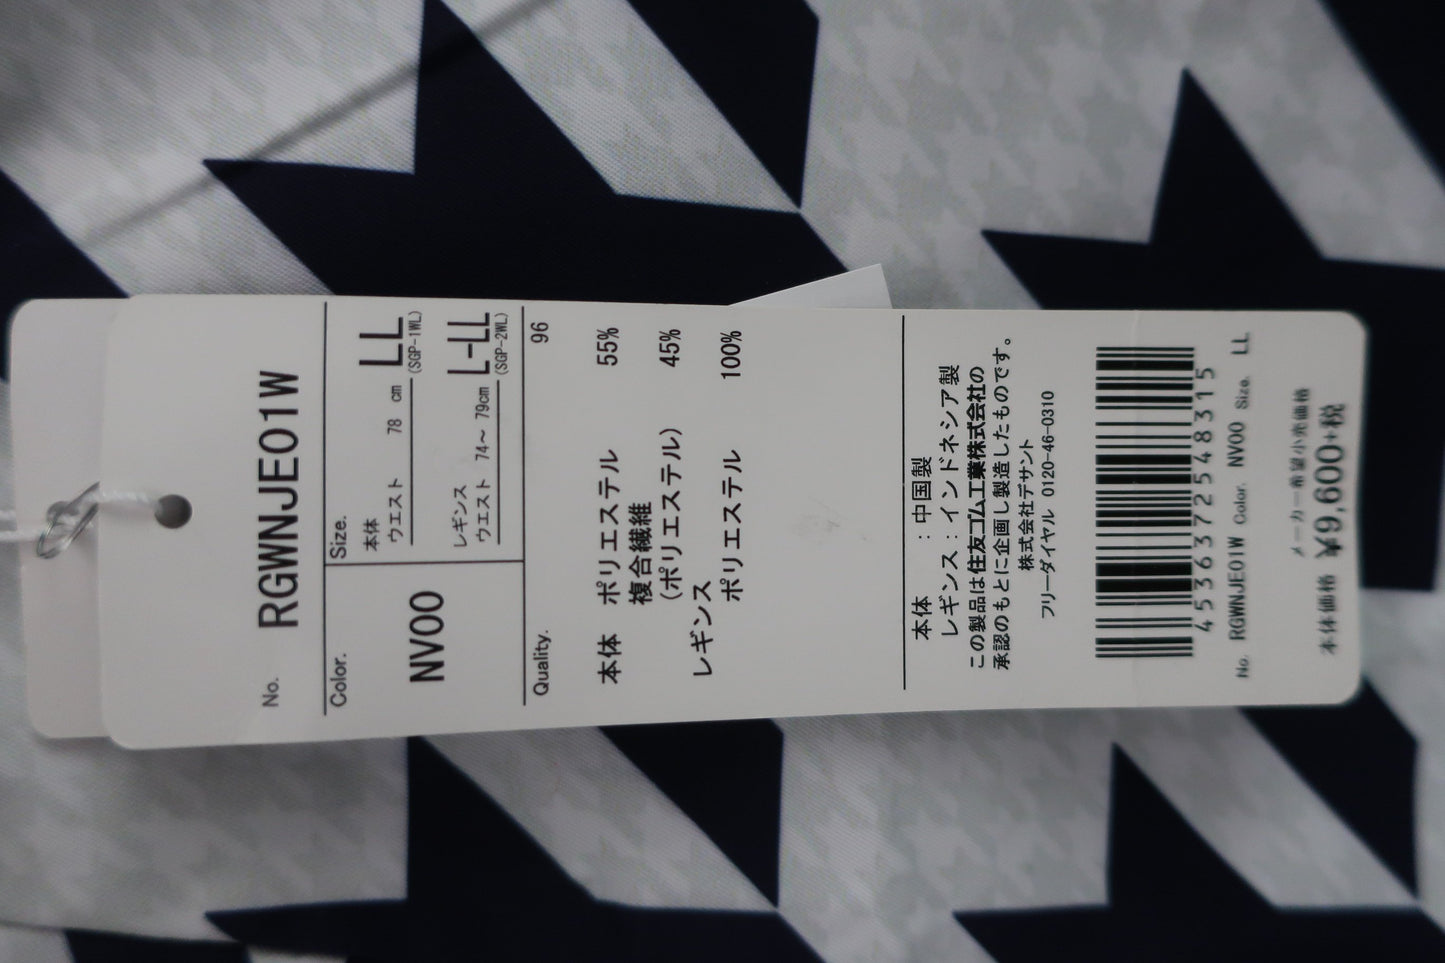 No. RGWNJE01W
Color.
NV00
Size.
本体
ウエスト 78 cm LL
(SGP-1WL)
レギンス
ウエスト 74～79cm L-LL
(SGP-2WL)
Quality. 96
本体 ポリエステル 55%
複合繊維
(ポリエステル) 45%
レギンス
ポリエステル 100%
本体 : 中国製
レギンス : インドネシア製
この製品は住友ゴム工業株式会社の
承認のもとに企画し製造したものです。
株式会社デサント
フリーダイヤル 0120-46-0310
4536372548315
No. RGWNJE01W Color. NV00 Size. LL
メーカー希望小売価格
本体価格 ¥9,600+税